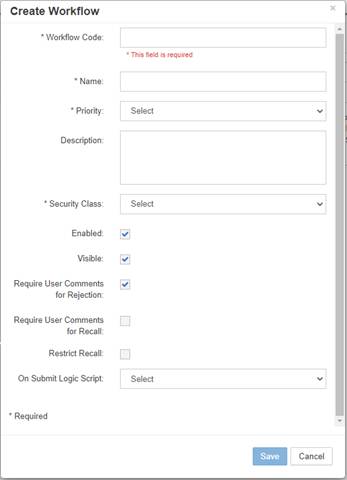 Create Workflow
×
* Workflow Code:
* This field is required
* Name:
* Priority: Select
Description:
* Security Class: Select
Enabled:
Visible:
Require User Comments
for Rejection:
Require User Comments
for Recall:
Restrict Recall:
On Submit Logic Script: Select
* Required
Save Cancel